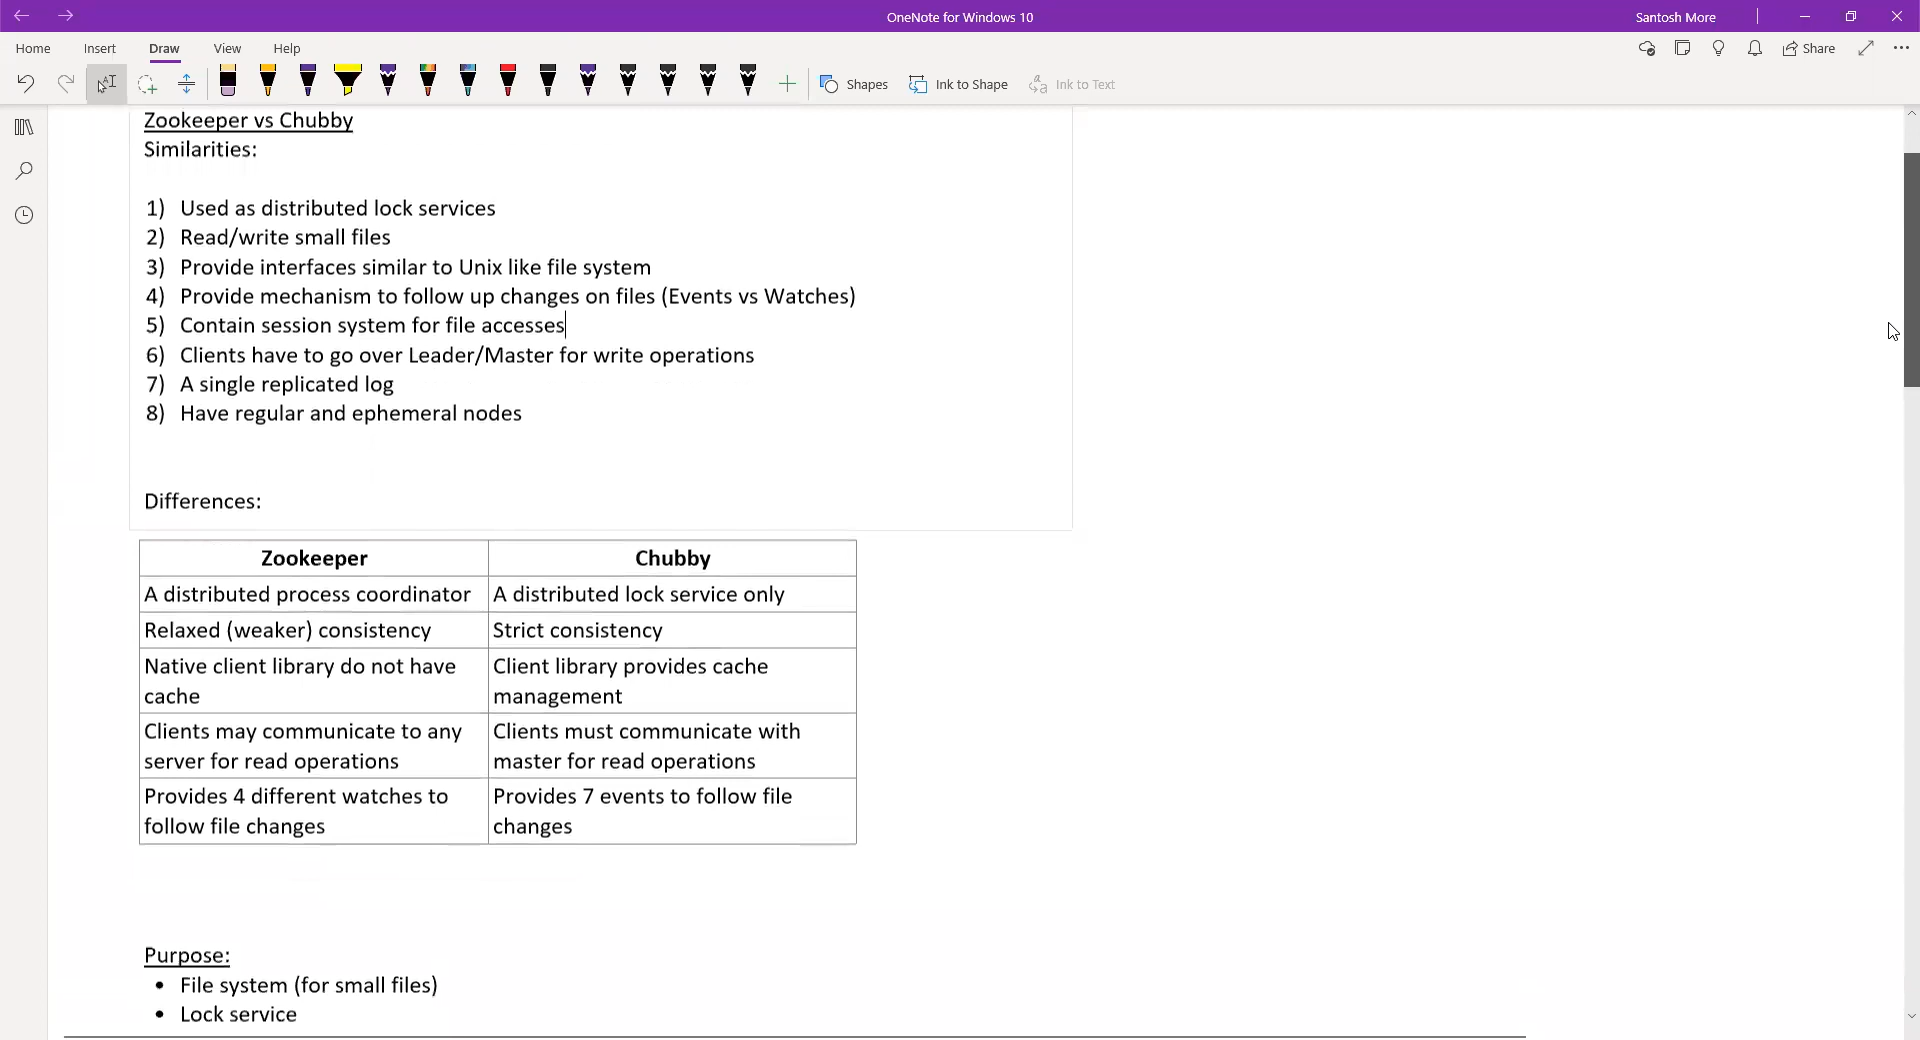 OneNote for Windows 10
Santosh More
Home Insert Draw View Help
Share
Shapes Ink to Shape Ink to Text
Zookeeper vs Chubby
Similarities:
1) Used as distributed lock services
2) Read/write small files
3) Provide interfaces similar to Unix like file system
4) Provide mechanism to follow up changes on files (Events vs Watches)
5) Contain session system for file accesses
6) Clients have to go over Leader/Master for write operations
7) A single replicated log
8) Have regular and ephemeral nodes
Differences:
Zookeeper Chubby
A distributed process coordinator A distributed lock service only
Relaxed (weaker) consistency Strict consistency
Native client library do not have Client library provides cache
cache management
Clients may communicate to any Clients must communicate with
server for read operations master for read operations
Provides 4 different watches to Provides 7 events to follow file
follow file changes changes
Purpose:
• File system (for small files)
• Lock service